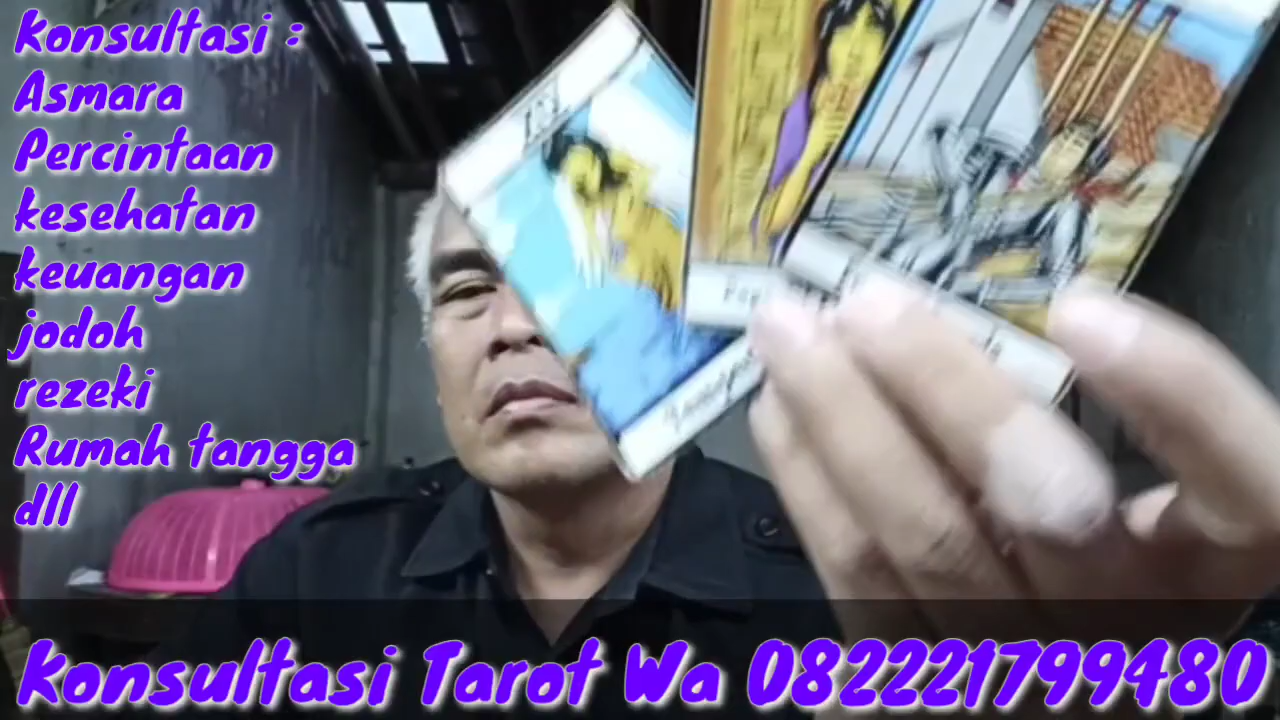 Konsultasi :
Asmara
Percintaan
kesehatan
keuangan
jodoh
rezeki
Rumah tangga
dll
Konsultasi Tarot Wa 082221799480